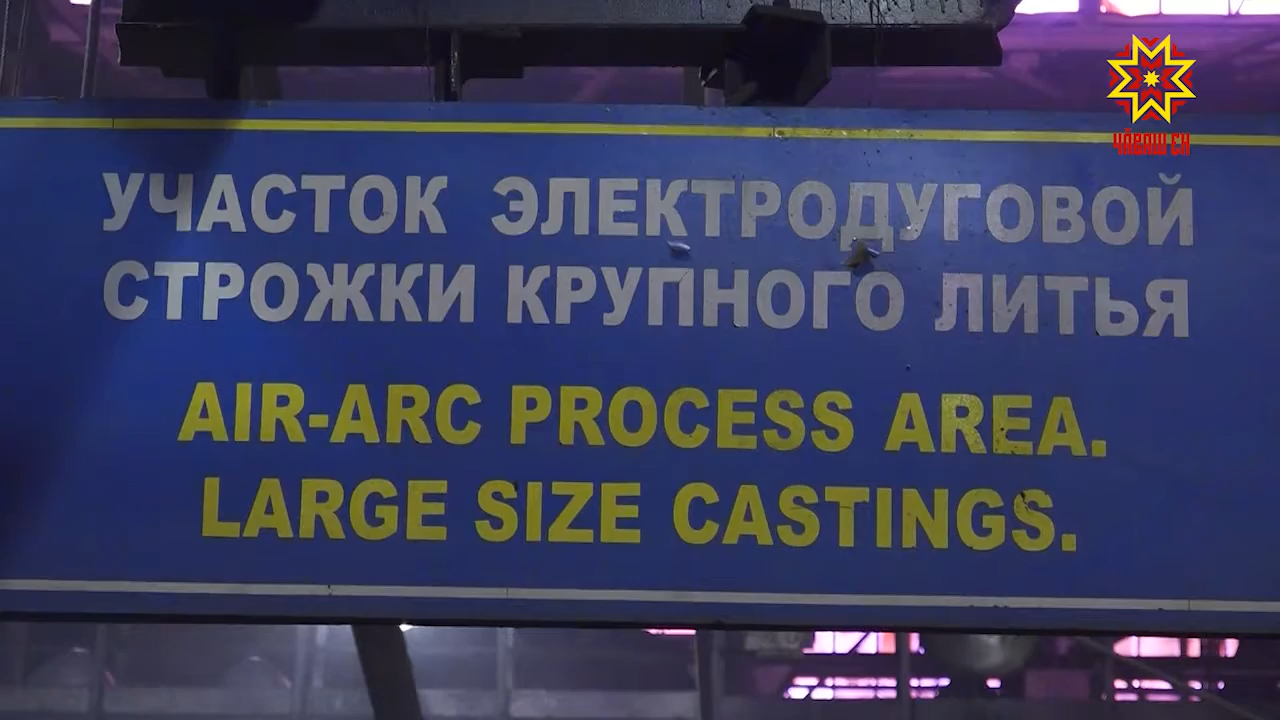 ЧӐВАШ ЕН
УЧАСТОК ЭЛЕКТРОДУГОВОЙ
СТРОЖКИ КРУПНОГО ЛИТЬЯ
AIR-ARC PROCESS AREA.
LARGE SIZE CASTINGS.